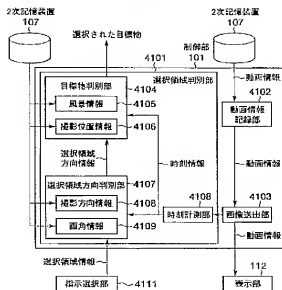 2次記憶装置
107
2次記憶装置
107
選択された目標物
制御部
4101
101
選択領域判別部
動画情報
目標物判別部
4104
風景情報
4105
撮影位置情報
4106
4102
動画情報
記録部
選択領域
方向情報
時刻情報
動画情報
選択領域方向判別部
4107
4108
4103
撮影方向情報
4108
時刻計測部
画像送出部
画角情報
4109
動画情報
選択領域情報
112
指示選択部
4111
表示部